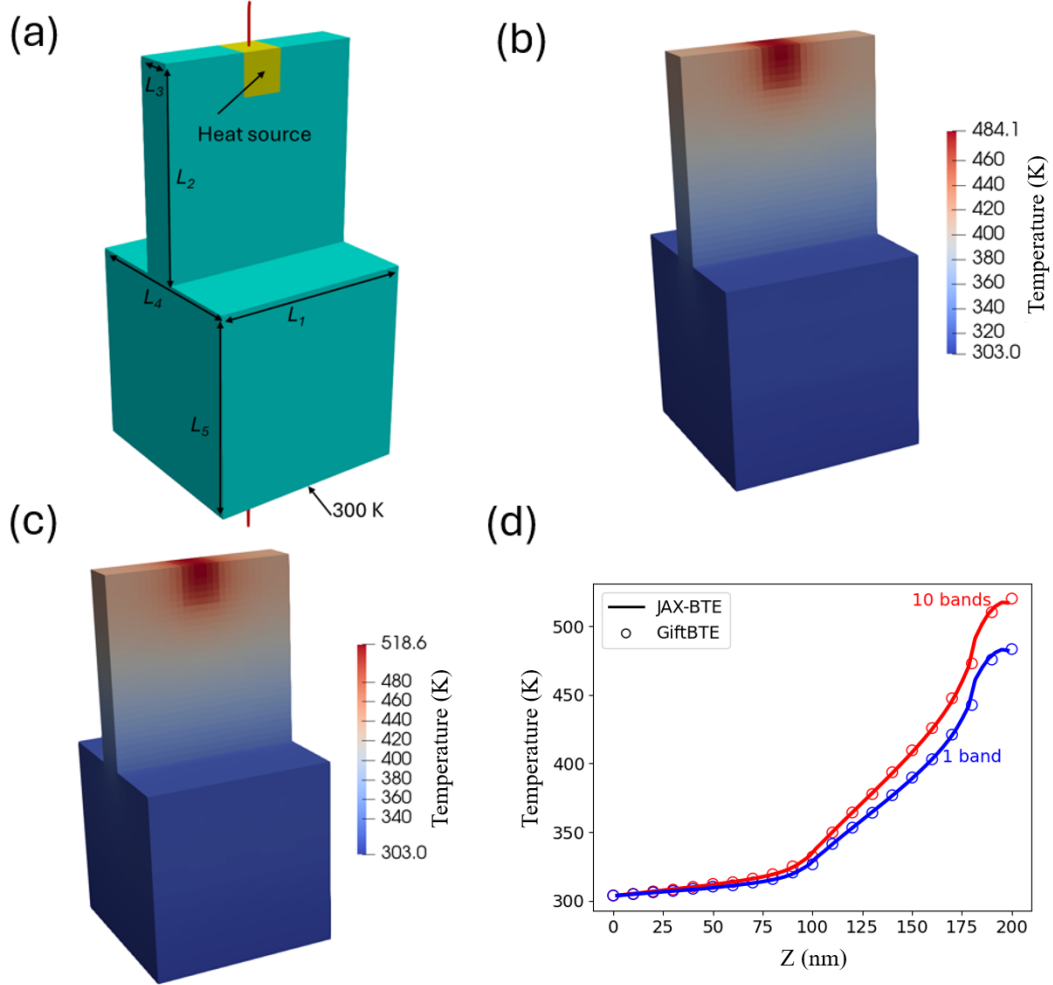 (a)
L3
Heat source
L2
L4
L1
L5
300 K
(b)
484.1
460
440
420
400
380
360
340
320
303.0
Temperature (K)
(c)
518.6
480
460
440
420
400
380
360
340
303.0
Temperature (K)
(d)
JAX-BTE
GiftBTE
10 bands
1 band
500
450
400
350
300
Temperature (K)
0 25 50 75 100 125 150 175 200
Z (nm)